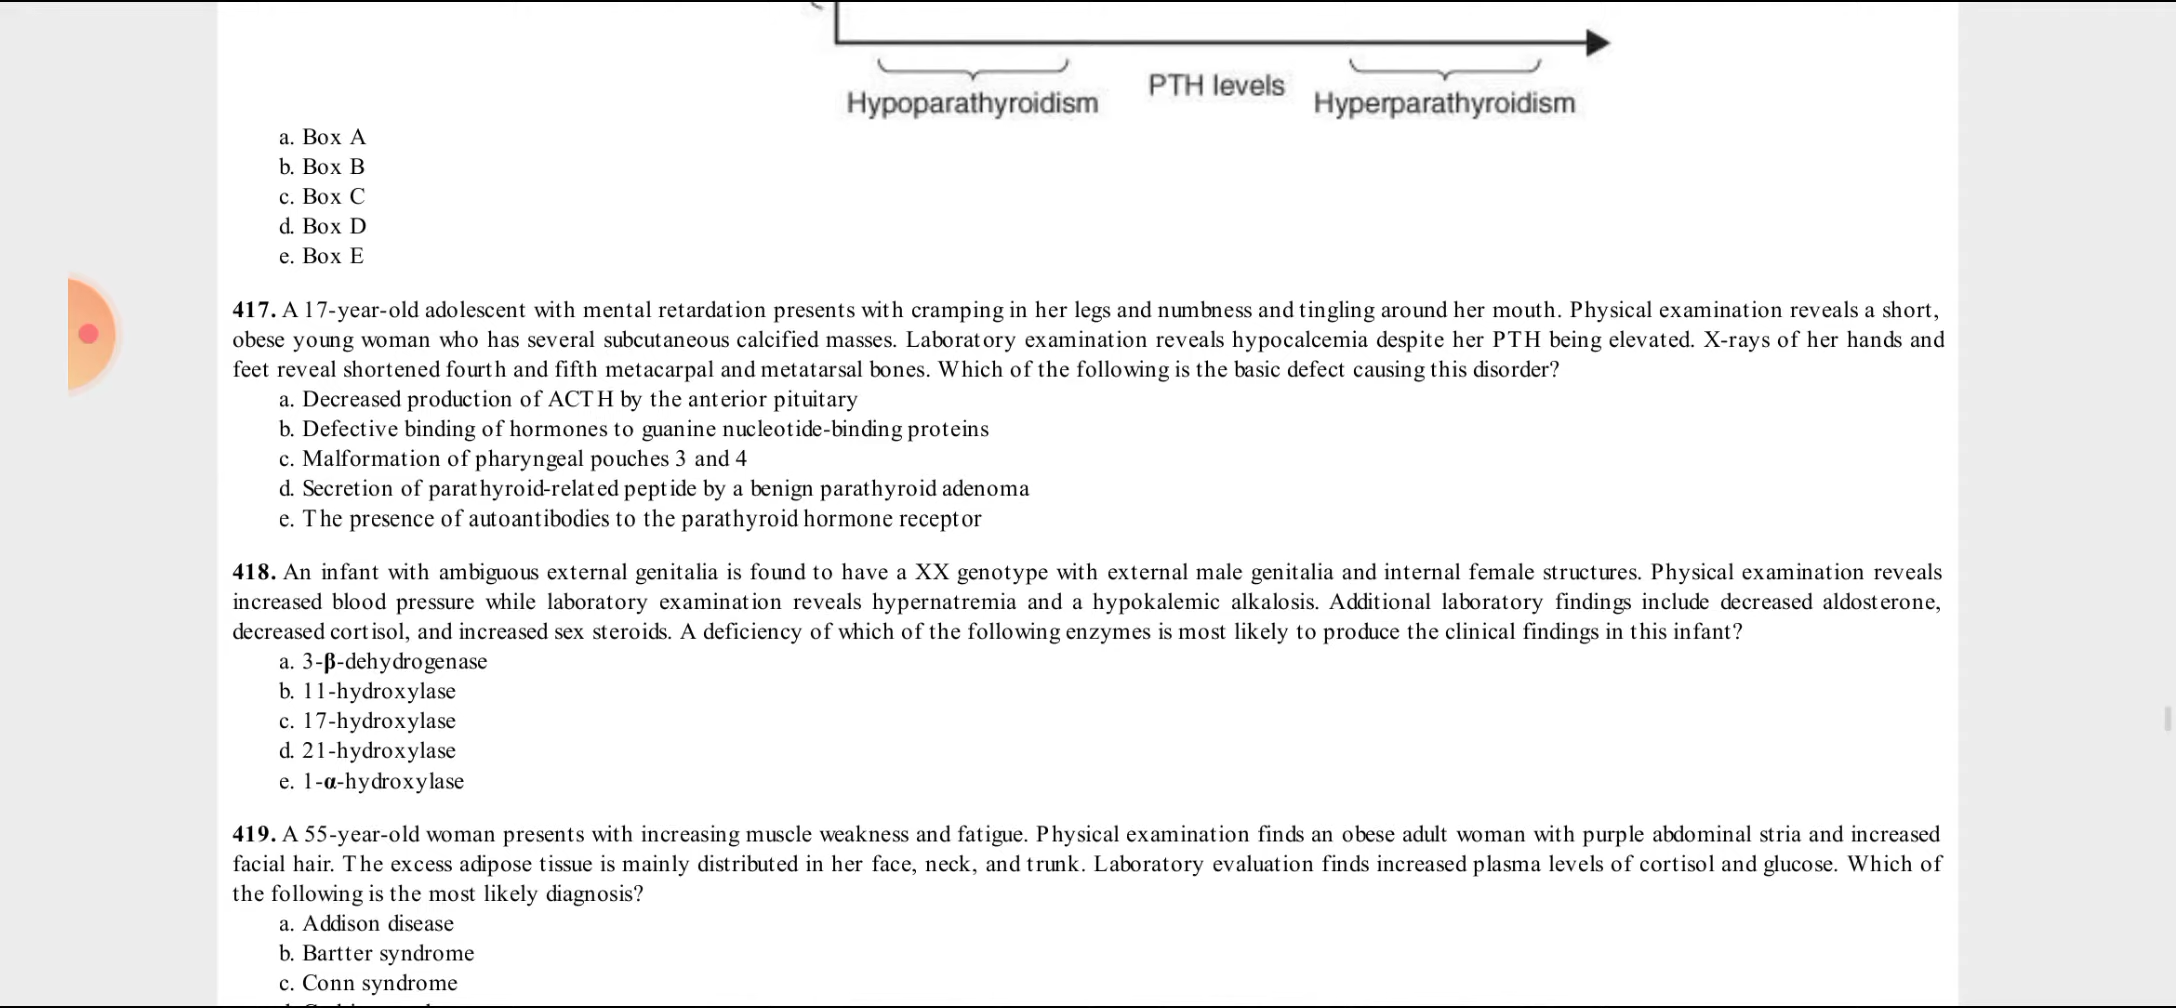 PTH levels
Hypoparathyroidism
Hyperparathyroidism
a. Box A
b. Box B
c. Box C
d. Box D
e. Box E
417. A 17-year-old adolescent with mental retardation presents with cramping in her legs and numbness and tingling around her mouth. Physical examination reveals a short,
obese young woman who has several subcutaneous calcified masses. Laboratory examination reveals hypocalcemia despite her PTH being elevated. X-rays of her hands and
feet reveal shortened fourth and fifth metacarpal and metatarsal bones. Which of the following is the basic defect causing this disorder?
a. Decreased production of ACTH by the anterior pituitary
b. Defective binding of hormones to guanine nucleotide-binding proteins
c. Malformation of pharyngeal pouches 3 and 4
d. Secretion of parathyroid-related peptide by a benign parathyroid adenoma
e. The presence of autoantibodies to the parathyroid hormone receptor
418. An infant with ambiguous external genitalia is found to have a XX genotype with external male genitalia and internal female structures. Physical examination reveals
increased blood pressure while laboratory examination reveals hypernatremia and a hypokalemic alkalosis. Additional laboratory findings include decreased aldosterone,
decreased cortisol, and increased sex steroids. A deficiency of which of the following enzymes is most likely to produce the clinical findings in this infant?
a. 3-β-dehydrogenase
b. 11-hydroxylase
c. 17-hydroxylase
d. 21-hydroxylase
e. 1-α-hydroxylase
419. A 55-year-old woman presents with increasing muscle weakness and fatigue. Physical examination finds an obese adult woman with purple abdominal stria and increased
facial hair. The excess adipose tissue is mainly distributed in her face, neck, and trunk. Laboratory evaluation finds increased plasma levels of cortisol and glucose. Which of
the following is the most likely diagnosis?
a. Addison disease
b. Bartter syndrome
c. Conn syndrome